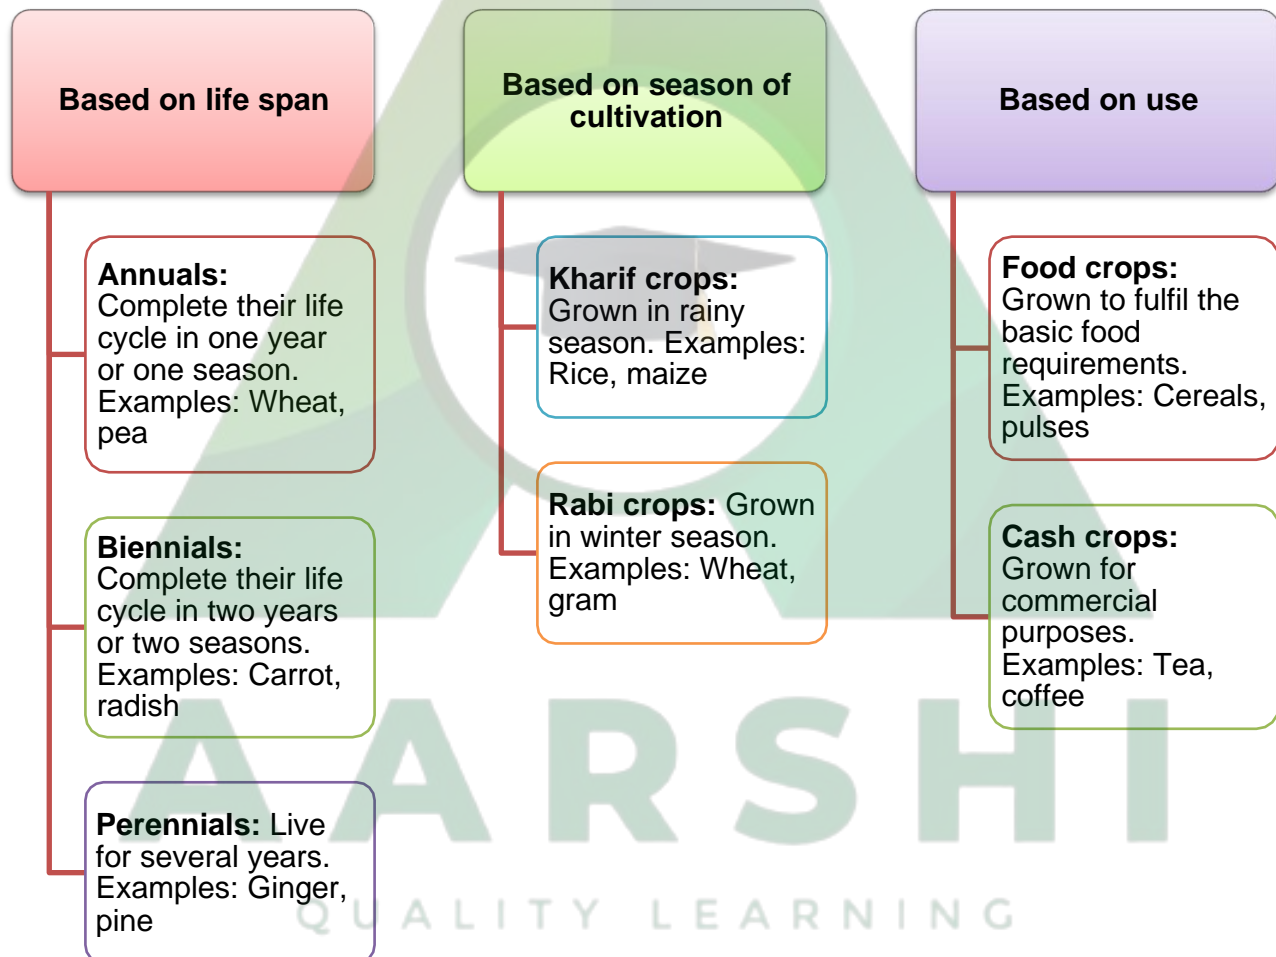 Based on life span
Annuals:
Complete their life
cycle in one year
or one season.
Examples: Wheat,
pea
Biennials:
Complete their life
cycle in two years
or two seasons.
Examples: Carrot,
radish
Perennials: Live
for several years.
Examples: Ginger,
pine
Based on season of
cultivation
Kharif crops:
Grown in rainy
season. Examples:
Rice, maize
Rabi crops: Grown
in winter season.
Examples: Wheat,
gram
Based on use
Food crops:
Grown to fulfil the
basic food
requirements.
Examples: Cereals,
pulses
Cash crops:
Grown for
commercial
purposes.
Examples: Tea,
coffee
AARSHI
QUALITY LEARNING